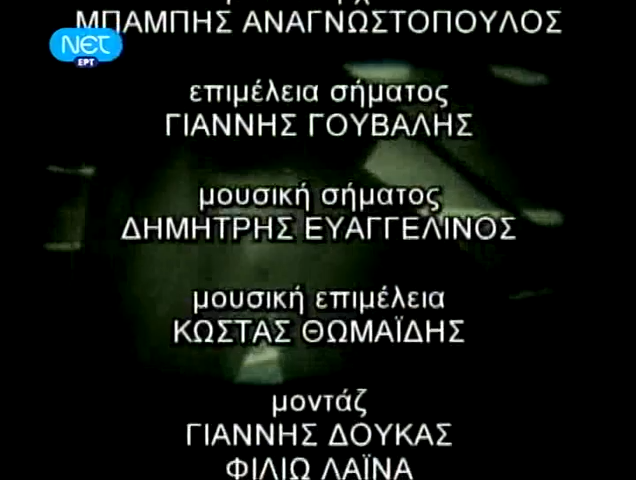 ΜΠΑΜΠΗΣ ΑΝΑΓΝΩΣΤΟΠΟΥΛΟΣ
NET
ΕΡΤ
επιμέλεια σήματος
ΓΙΑΝΝΗΣ ΓΟΥΒΑΛΗΣ
μουσική σήματος
ΔΗΜΗΤΡΗΣ ΕΥΑΓΓΕΛΙΝΟΣ
μουσική επιμέλεια
ΚΩΣΤΑΣ ΘΩΜΑΪΔΗΣ
μοντάζ
ΓΙΑΝΝΗΣ ΔΟΥΚΑΣ
ΦΙΛΙΩ ΛΑΪΝΑ